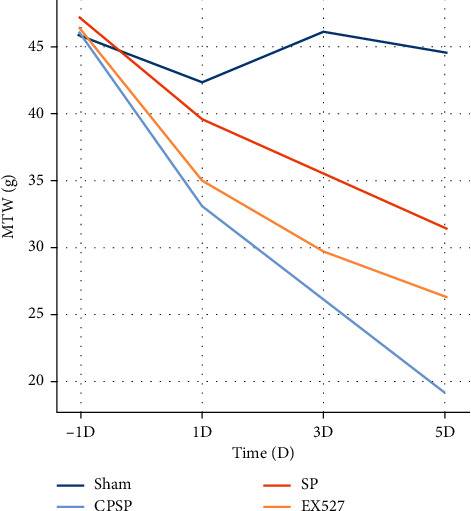 45
40
35
30
25
20
MTW (g)
–1D 1D 3D 5D
Time (D)
Sham SP
CPSP EX527